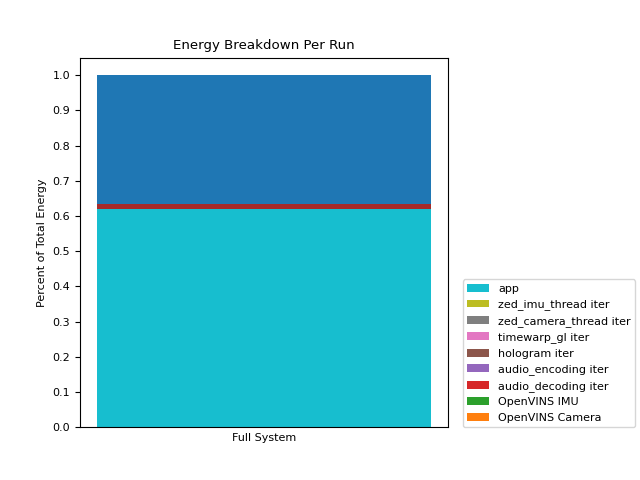 Energy Breakdown Per Run
Percent of Total Energy
1.0
0.9
0.8
0.7
0.6
0.5
0.4
0.3
0.2
0.1
0.0
Full System
app
zed_imu_thread iter
zed_camera_thread iter
timewarp_gl iter
hologram iter
audio_encoding iter
audio_decoding iter
OpenVINS IMU
OpenVINS Camera